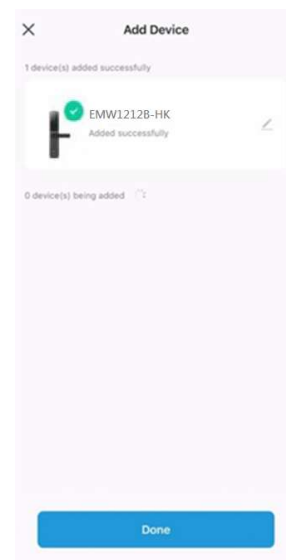 Add Device
1 device(s) added successfully
EMW1212B-HK
Added successfully
0 device(s) being added
Done